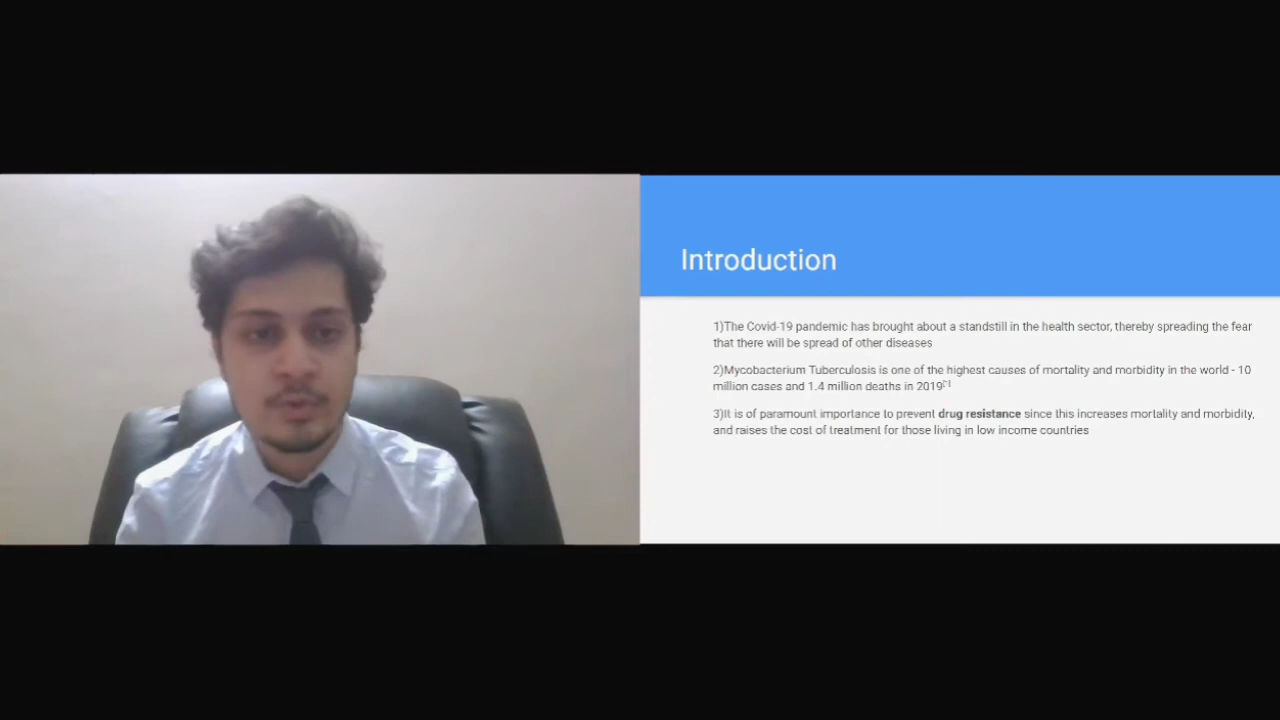 Introduction
1)The Covid-19 pandemic has brought about a standstill in the health sector, thereby spreading the fear
that there will be spread of other diseases
2)Mycobacterium Tuberculosis is one of the highest causes of mortality and morbidity in the world - 10
million cases and 1.4 million deaths in 2019[1]
3)It is of paramount importance to prevent drug resistance since this increases mortality and morbidity,
and raises the cost of treatment for those living in low income countries